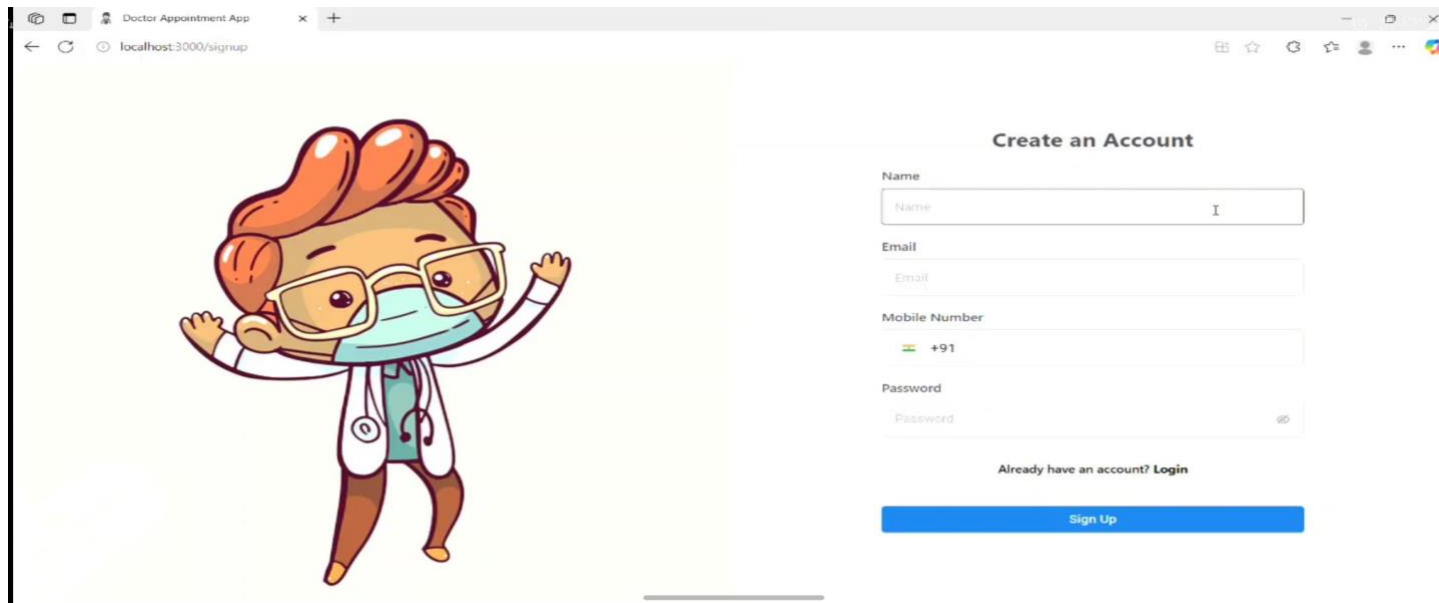 Doctor Appointment App
localhost:3000/signup
Create an Account
Name
Name
Email
Email
Mobile Number
+91
Password
Password
Already have an account? Login
Sign Up